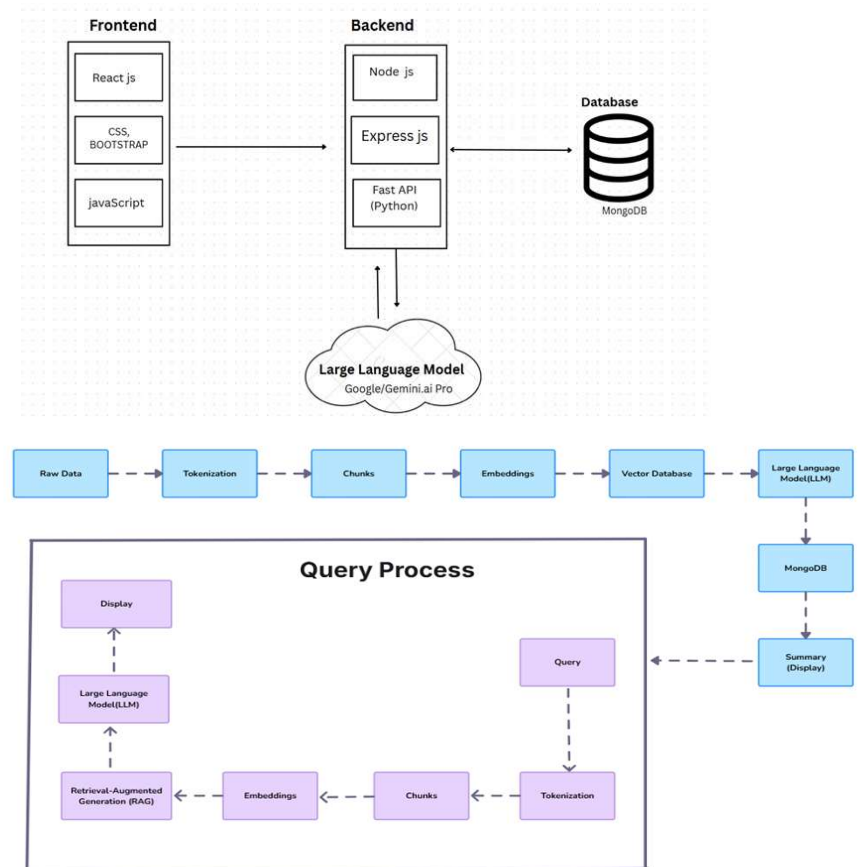 Frontend
React js
CSS,
BOOTSTRAP
javaScript
Backend
Node js
Express js
Fast API
(Python)
Database
MongoDB
Large Language Model
Google/Gemini.ai Pro
Raw Data
Tokenization
Chunks
Embeddings
Vector Database
Large Language
Model(LLM)
MongoDB
Summary
(Display)
Query Process
Query
Tokenization
Chunks
Embeddings
Retrieval-Augmented
Generation (RAG)
Large Language
Model(LLM)
Display